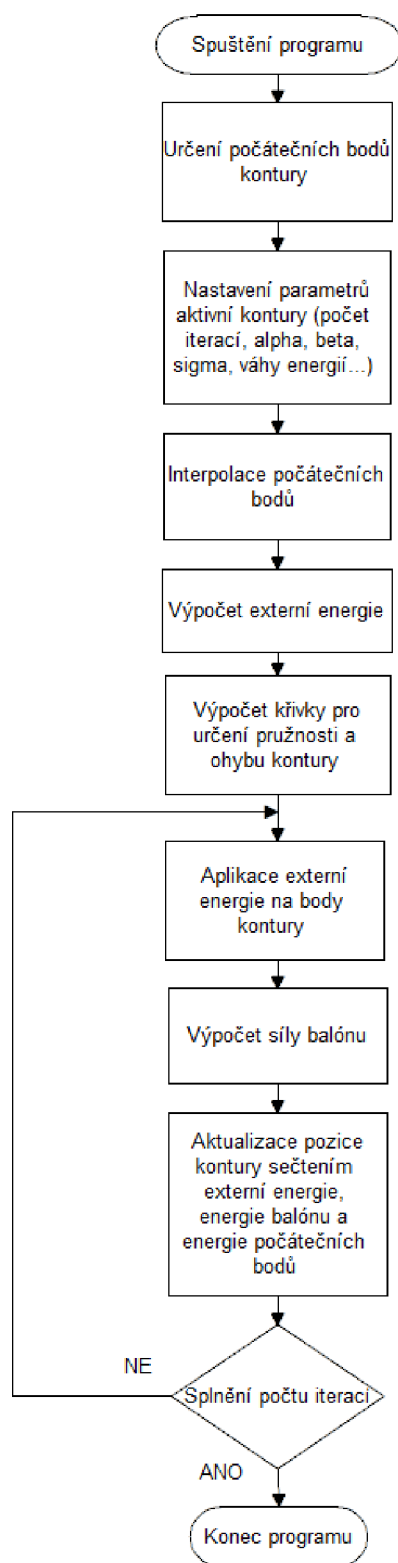 Spuštění programu
Určení počátečních bodů
kontury
Nastavení parametrů
aktivní kontury (počet
iterací, alpha, beta,
sigma, váhy energií...)
Interpolace počátečních
bodů
Výpočet externí energie
Výpočet křivky pro
určení pružnosti a
ohybu kontury
Aplikace externí
energie na body
kontury
Výpočet síly balónu
Aktualizace pozice
kontury sečtením
externí energie,
energie balónu a
energie počátečních
bodů
NE
Splnění počtu iterací
ANO
Konec programu